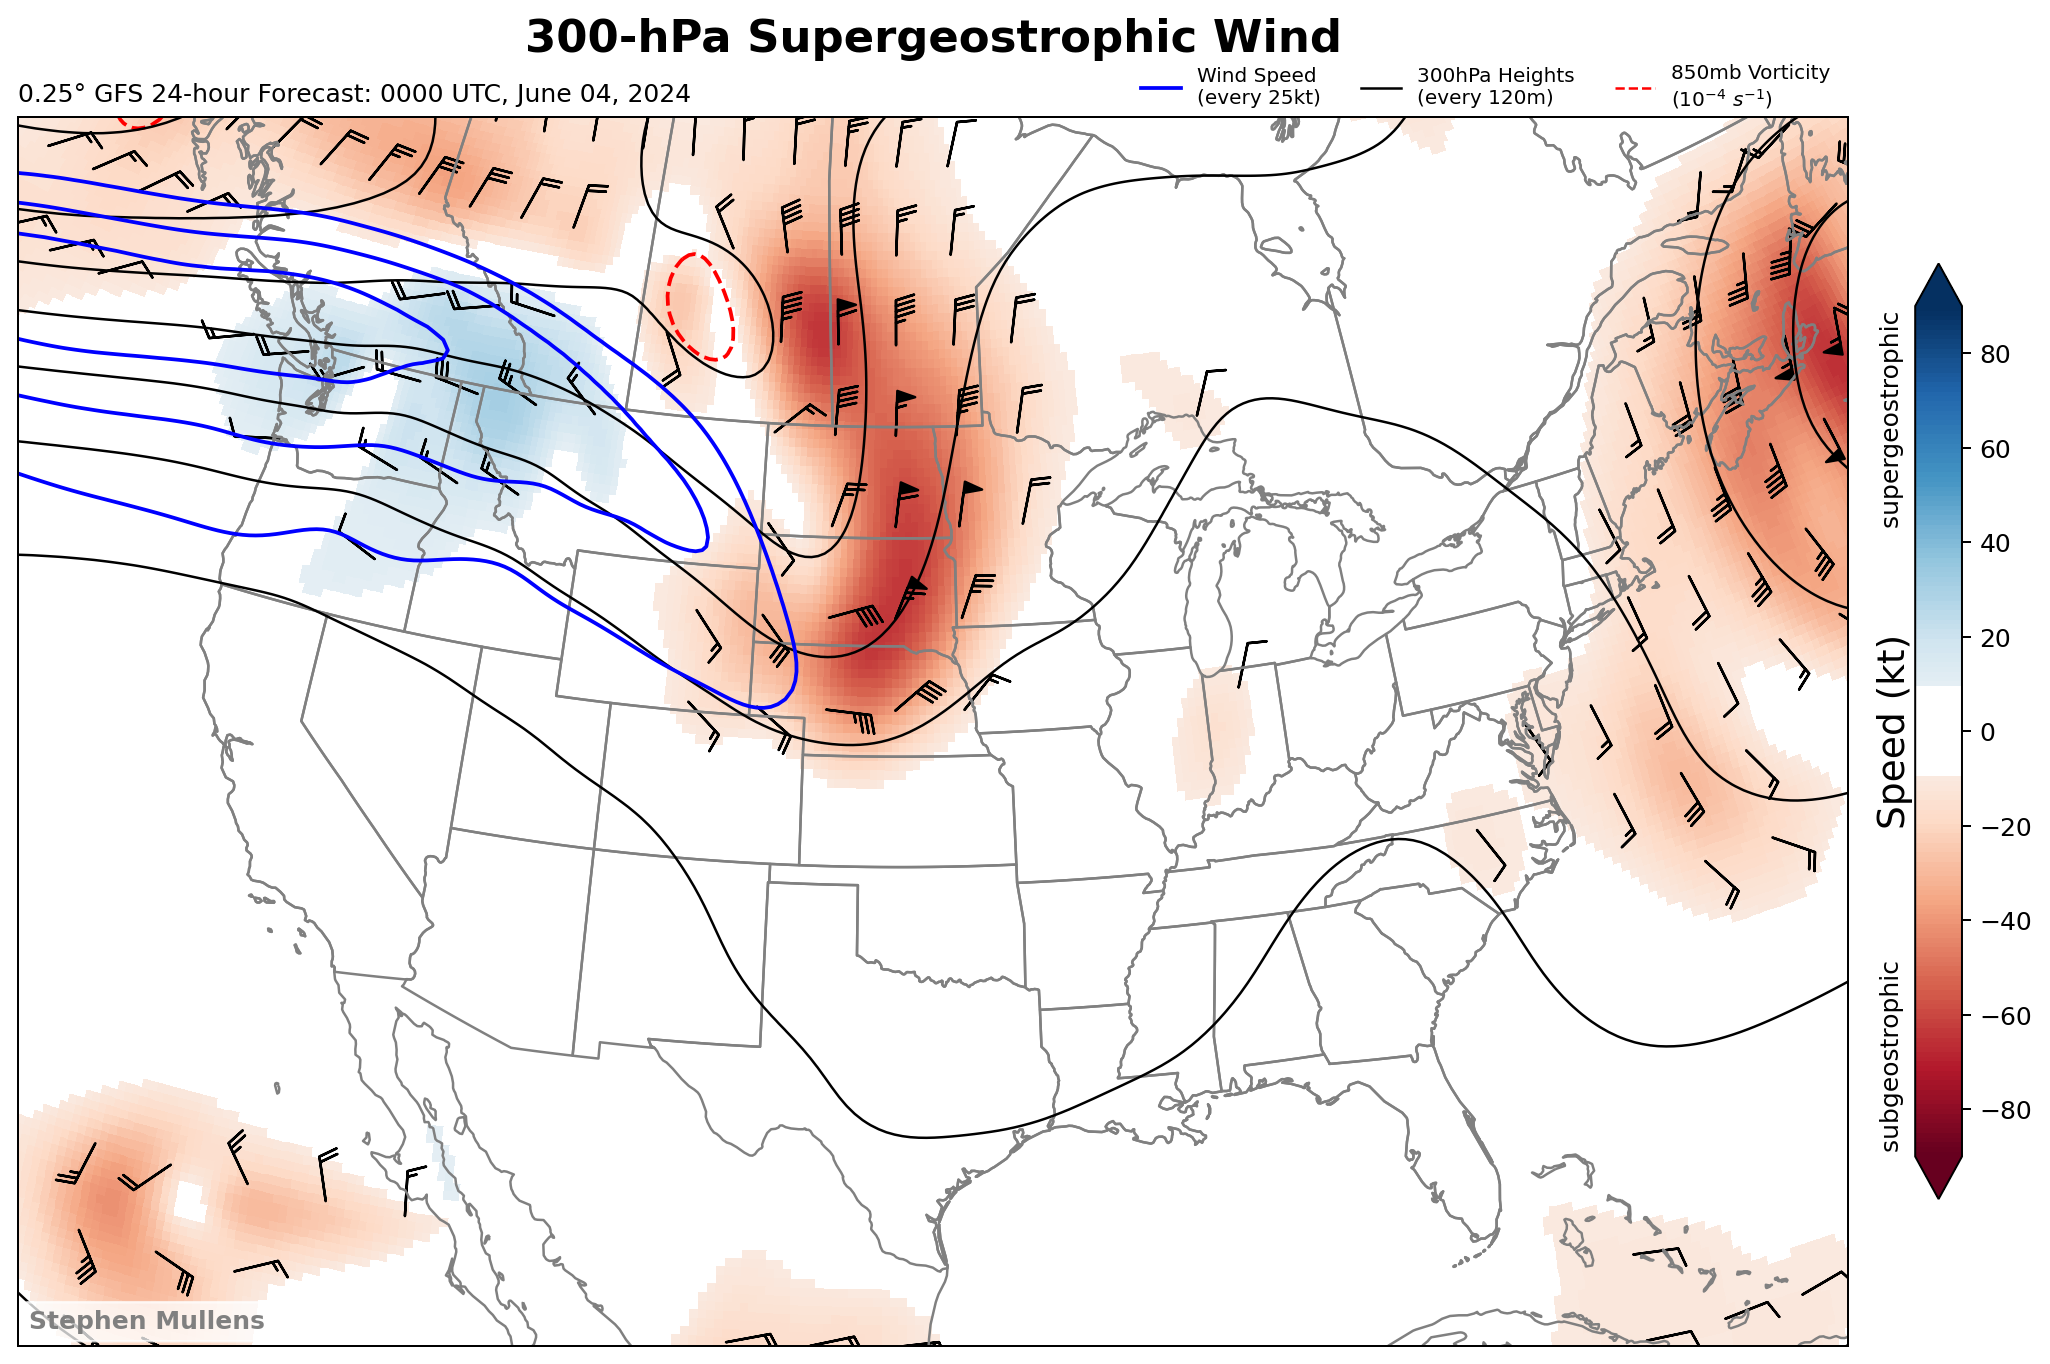 300-hPa Supergeostrophic Wind
0.25° GFS 24-hour Forecast: 0000 UTC, June 04, 2024
Wind Speed
(every 25kt)
300hPa Heights
(every 120m)
850mb Vorticity
(10⁻⁴ s⁻¹)
supergeostrophic
Speed (kt)
subgeostrophic
80
60
40
20
0
−20
−40
−60
−80
Stephen Mullens